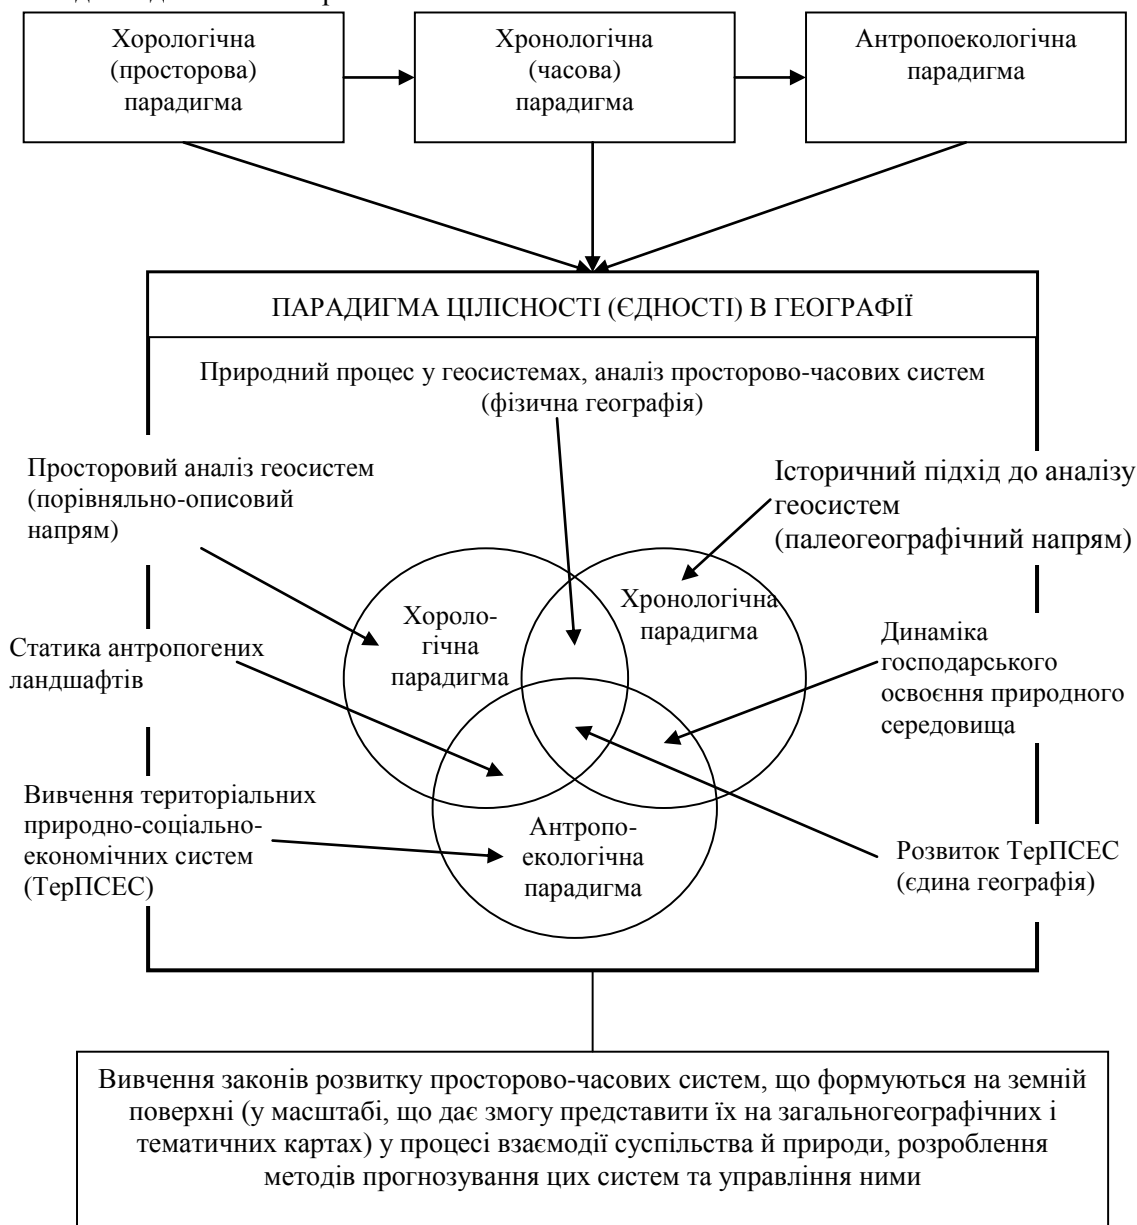 Хорологічна
(просторова)
парадигма
Хронологічна
(часова)
парадигма
Антропоекологічна
парадигма
ПАРАДИГМА ЦІЛІСНОСТІ (ЄДНОСТІ) В ГЕОГРАФІЇ
Природний процес у геосистемах, аналіз просторово-часових систем
(фізична географія)
Просторовий аналіз геосистем
(порівняльно-описовий
напрям)
Історичний підхід до аналізу
геосистем
(палеогеографічний напрям)
Хороло-
гічна
парадигма
Хронологічна
парадигма
Статика антропогених
ландшафтів
Динаміка
господарського
освоєння природного
середовища
Вивчення територіальних
природно-соціально-
економічних систем
(ТерПСЕС)
Антропо-
екологічна
парадигма
Розвиток ТерПСЕС
(єдина географія)
Вивчення законів розвитку просторово-часових систем, що формуються на земній
поверхні (у масштабі, що дає змогу представити їх на загальногеографічних і
тематичних картах) у процесі взаємодії суспільства й природи, розроблення
методів прогнозування цих систем та управління ними